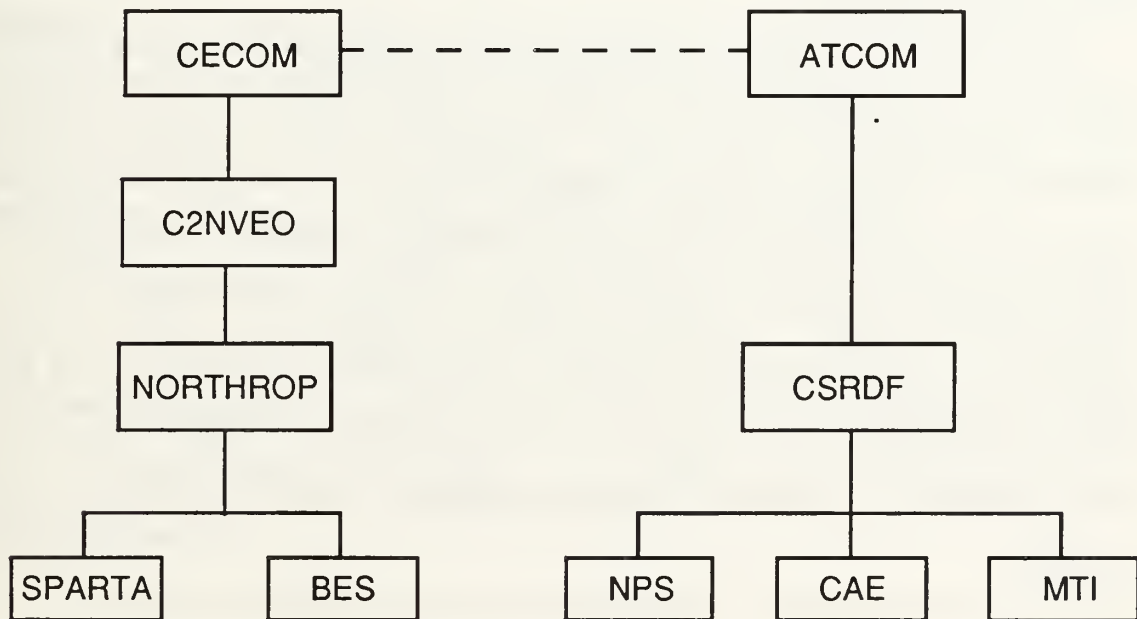 CECOM
ATCOM
C2NVEO
NORTHROP
CSRDF
SPARTA
BES
NPS
CAE
MTI